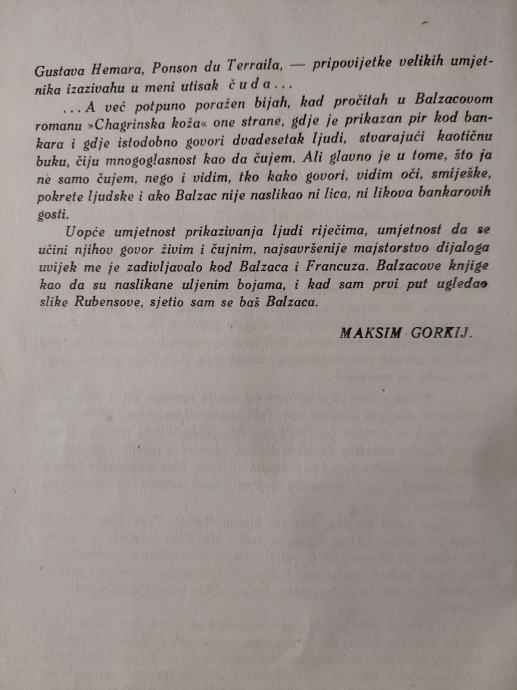 Gustava Hemara, Ponson du Terraila, — pripovijetke velikih umjet-
nika izazivahu u meni utisak č u d a . . .
. . . A već potpuno poražen bijah, kad pročitah u Balzacovom
romanu »Chagrinska koža« one strane, gdje je prikazan pir kod ban-
kara i gdje istodobno govori dvadesetak ljudi, stvarajući kaotičnu
buku, čiju mnogoglasnost kao da čujem. Ali glavno je u tome, što ja
ne samo čujem, nego i vidim, tko kako govori, vidim oči, smiješke,
pokrete ljudske i ako Balzac nije naslikao ni lica, ni likova bankarovih
gosti.
Uopće umjetnost prikazivanja ljudi riječima, umjetnost da se
učini njihov govor živim i čujnim, najsavršenije majstorstvo dijaloga
uvijek me je zadivljavalo kod Balzaca i Francuza. Balzacove knjige
kao da su naslikane uljenim bojama, i kad sam prvi put ugledao
slike Rubensove, sjetio sam se baš Balzaca.
MAKSIM GORKIJ.